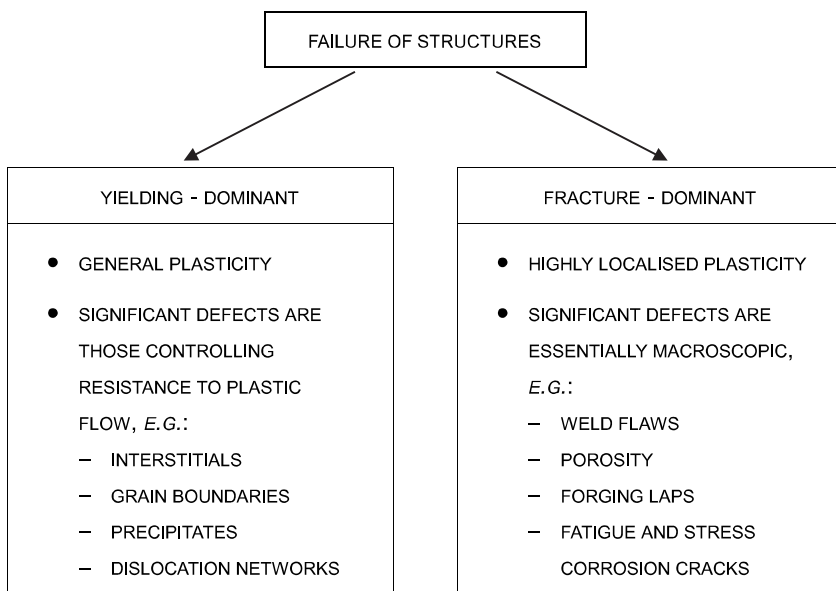 FAILURE OF STRUCTURES
YIELDING - DOMINANT
● GENERAL PLASTICITY
● SIGNIFICANT DEFECTS ARE
THOSE CONTROLLING
RESISTANCE TO PLASTIC
FLOW, E.G.:
– INTERSTITIALS
– GRAIN BOUNDARIES
– PRECIPITATES
– DISLOCATION NETWORKS
FRACTURE - DOMINANT
● HIGHLY LOCALISED PLASTICITY
● SIGNIFICANT DEFECTS ARE
ESSENTIALLY MACROSCOPIC,
E.G.:
– WELD FLAWS
– POROSITY
– FORGING LAPS
– FATIGUE AND STRESS
CORROSION CRACKS